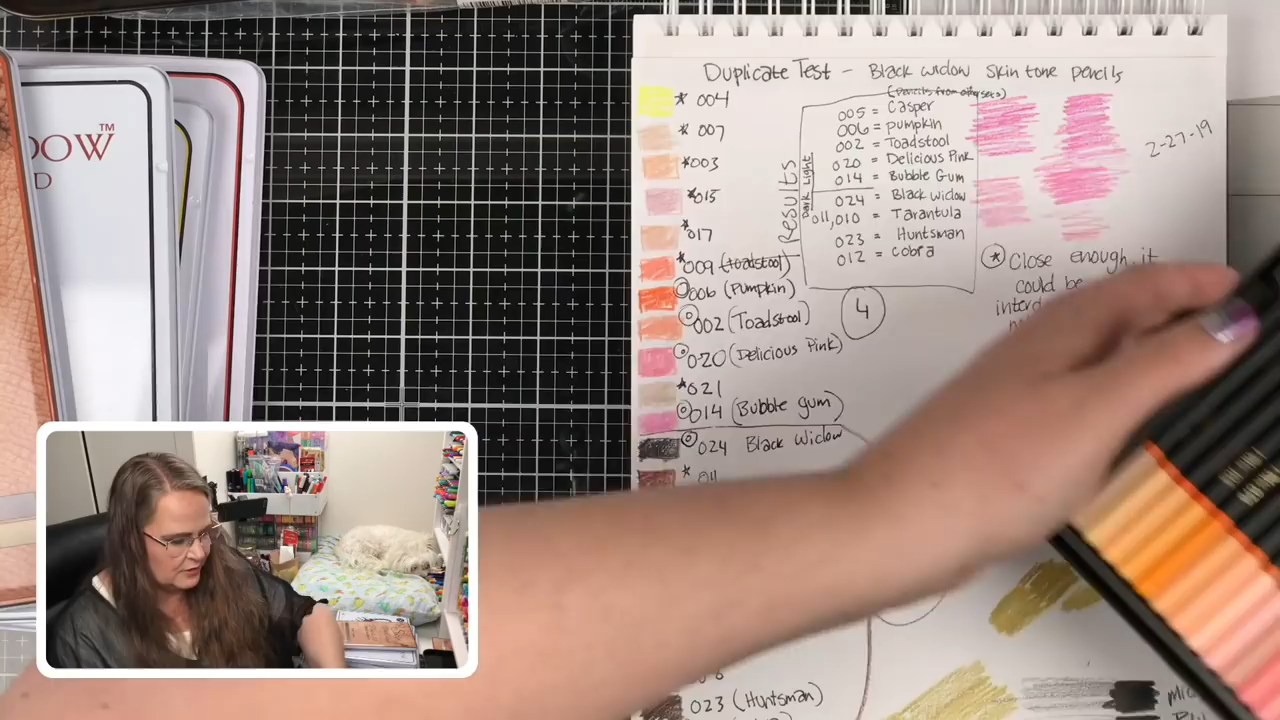 OW™
D
Duplicate Test - Black widow skin tone pencils
(pencils from other sets)
* 004
* 007
* 003
* 015
* 017
* 009 (toadstool)
006 (Pumpkin)
002 (Toadstool)
020 (Delicious Pink)
* 021
014 (Bubble gum)
024 Black Widow
* 011
023 (Huntsman)
Results
Dark Light
005 = Casper
006 = pumpkin
002 = Toadstool
020 = Delicious Pink
014 = Bubble Gum
024 = Black widow
011,010 = Tarantula
023 = Huntsman
012 = Cobra
4
2-27-19
* Close enough it
could be